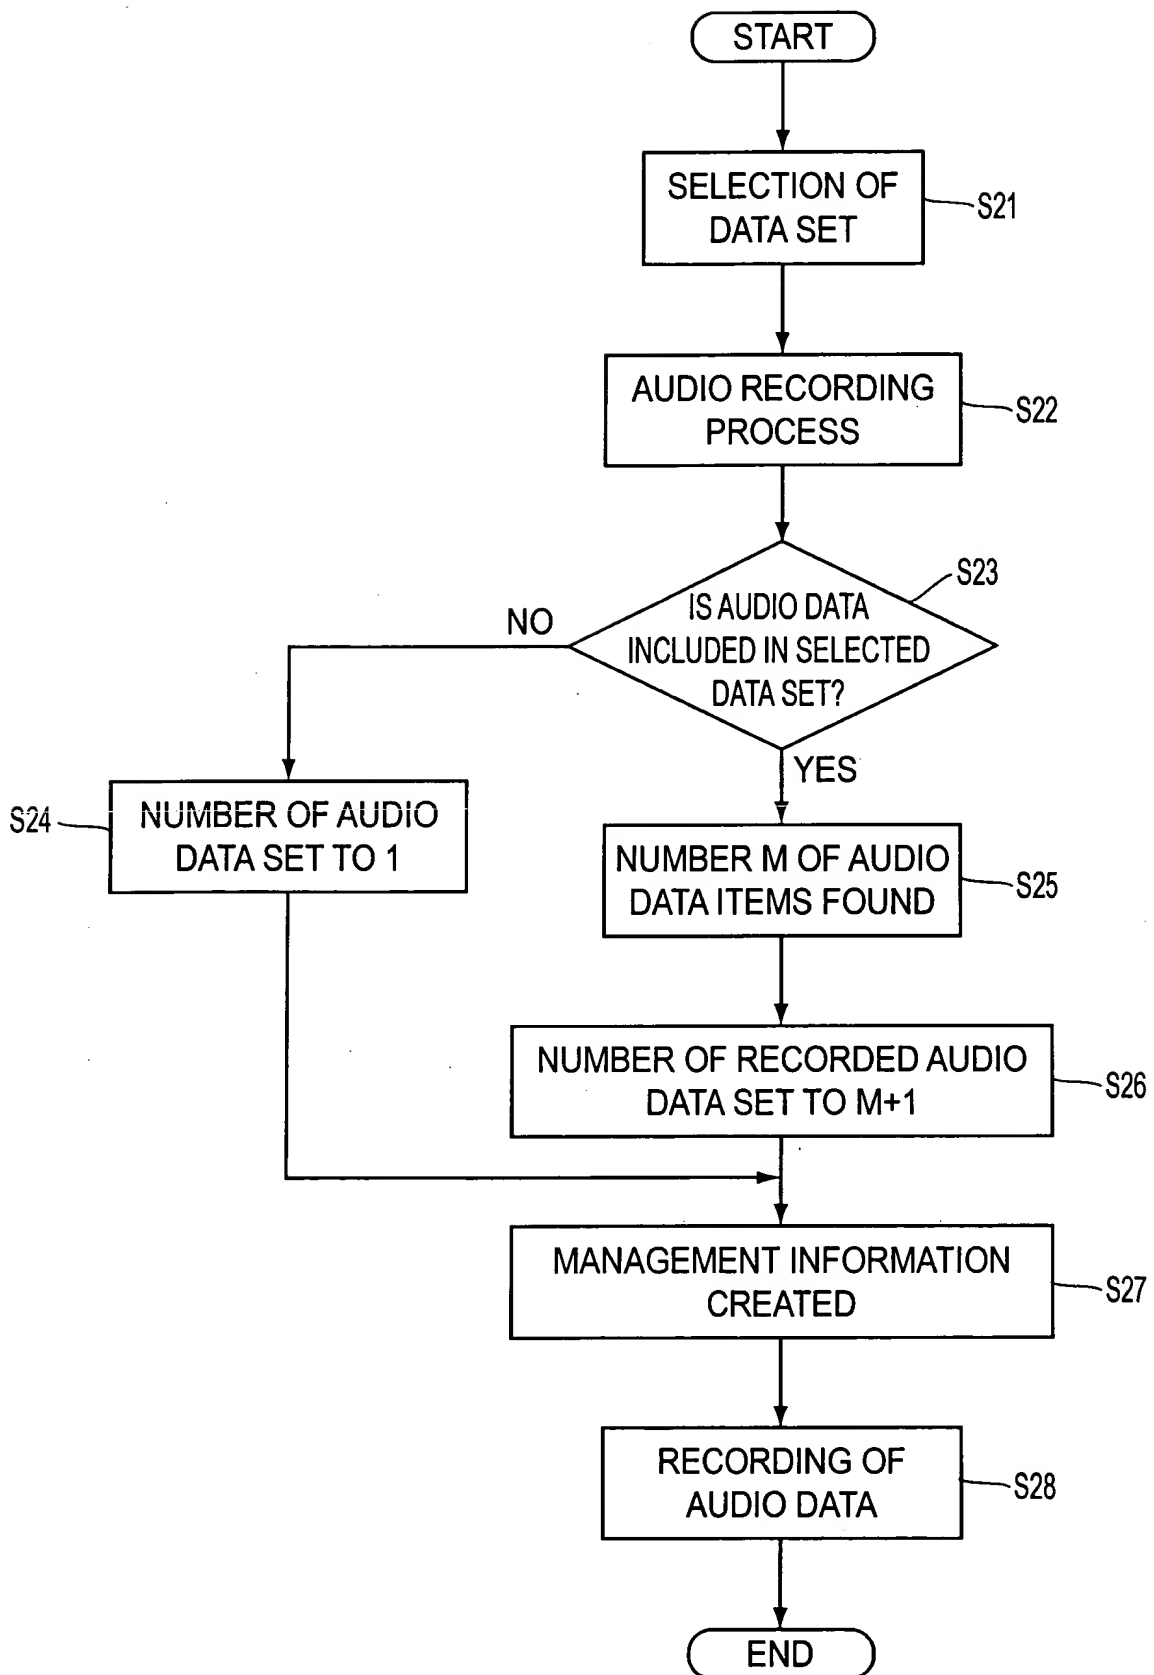 START
SELECTION OF
DATA SET
S21
AUDIO RECORDING
PROCESS
S22
S23
IS AUDIO DATA
INCLUDED IN SELECTED
DATA SET?
NO
YES
S24
NUMBER OF AUDIO
DATA SET TO 1
NUMBER M OF AUDIO
DATA ITEMS FOUND
S25
NUMBER OF RECORDED AUDIO
DATA SET TO M+1
S26
MANAGEMENT INFORMATION
CREATED
S27
RECORDING OF
AUDIO DATA
S28
END